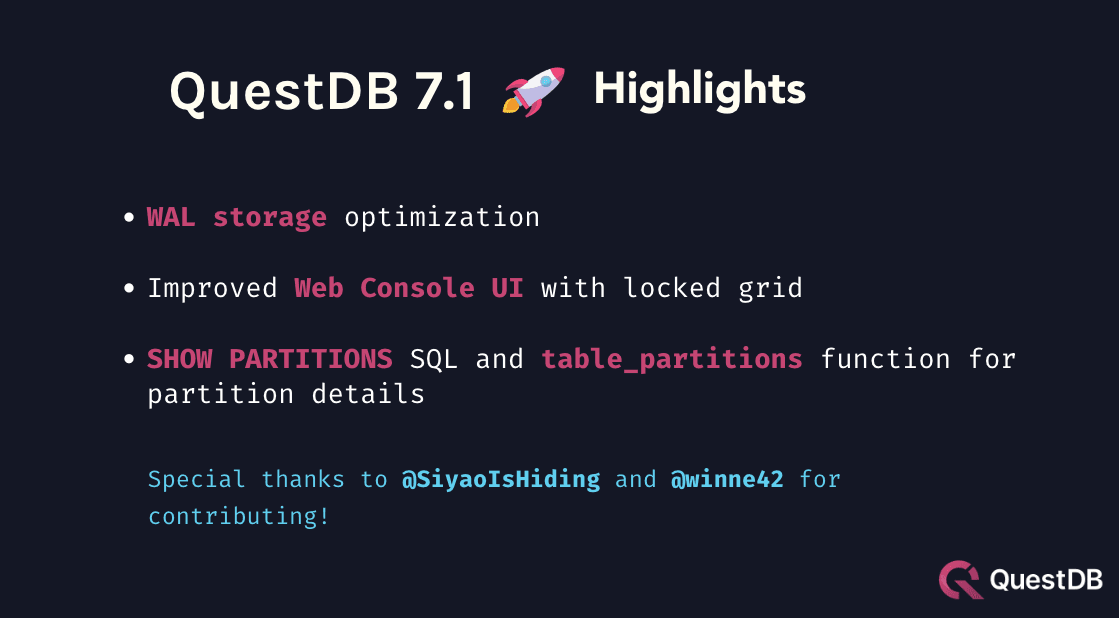 QuestDB 7.1 🚀 Highlights
• WAL storage optimization
• Improved Web Console UI with locked grid
• SHOW PARTITIONS SQL and table_partitions function for
partition details
Special thanks to @SiyaoIsHiding and @winne42 for
contributing!
QuestDB